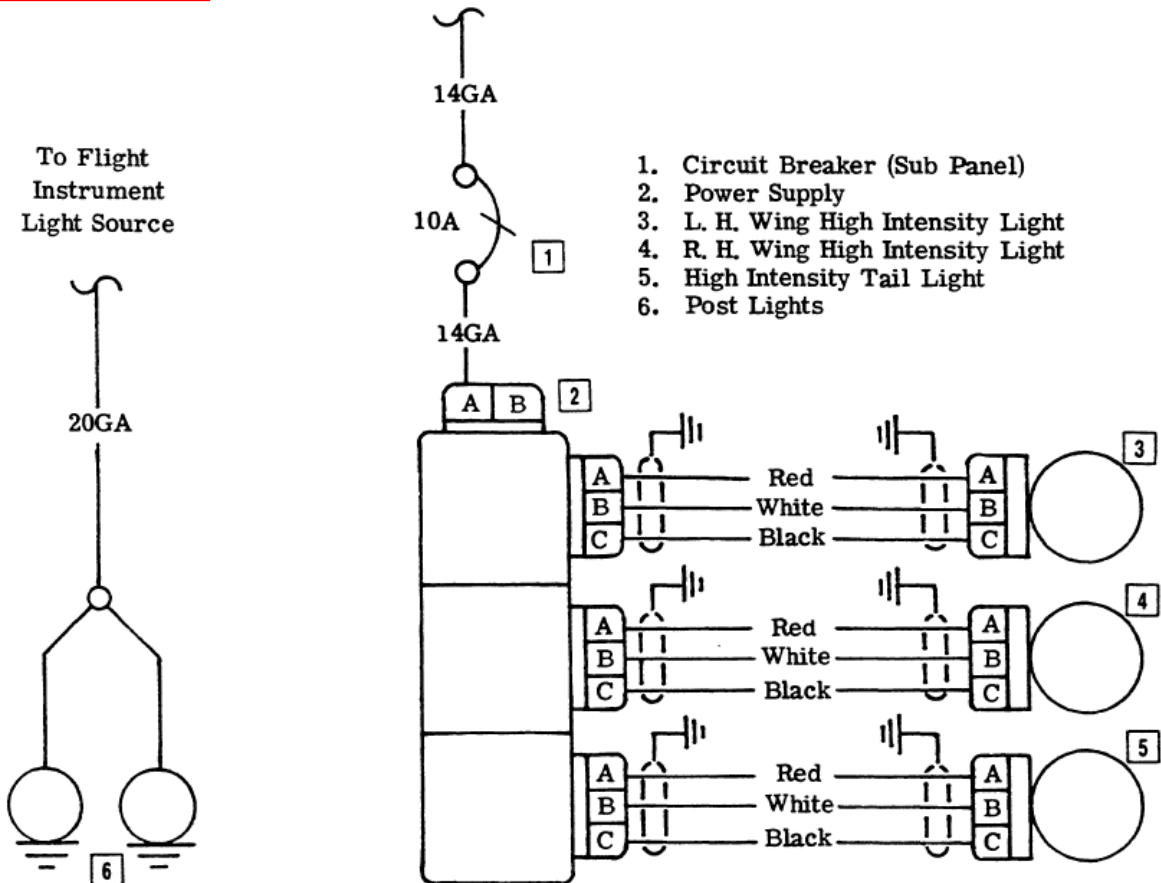 14GA
To Flight
Instrument
Light Source
10A
1
14GA
1. Circuit Breaker (Sub Panel)
2. Power Supply
3. L. H. Wing High Intensity Light
4. R. H. Wing High Intensity Light
5. High Intensity Tail Light
6. Post Lights
20GA
A B
2
3
A Red A
B White B
C Black C
4
A Red A
B White B
C Black C
5
A Red A
B White B
C Black C
6